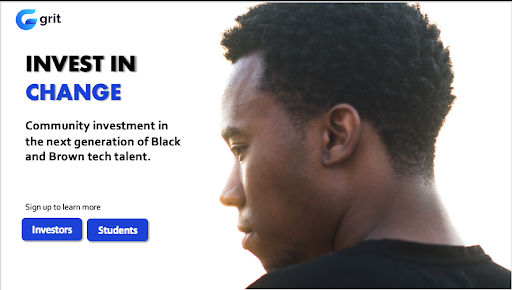 grit
INVEST IN
CHANGE
Community investment in
the next generation of Black
and Brown tech talent.
Sign up to learn more
Investors
Students